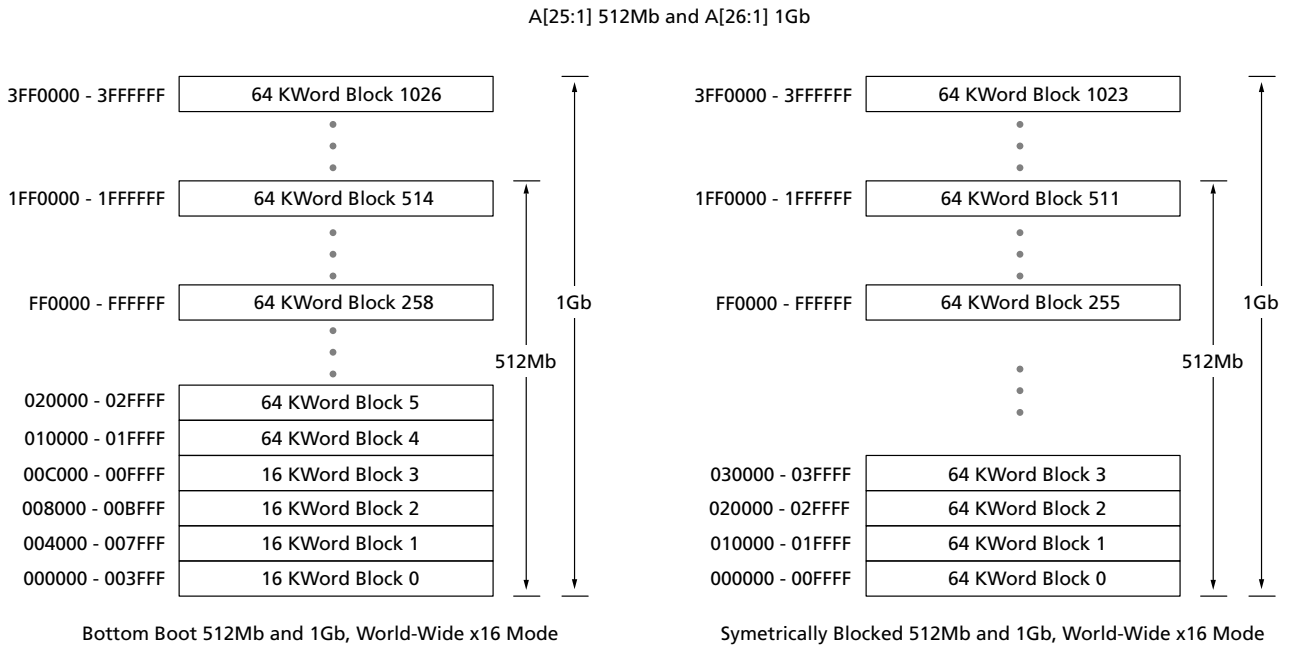 A[25:1] 512Mb and A[26:1] 1Gb
3FF0000 - 3FFFFFF
64 KWord Block 1026
1FF0000 - 1FFFFFF
64 KWord Block 514
FF0000 - FFFFFF
64 KWord Block 258
1Gb
512Mb
020000 - 02FFFF
64 KWord Block 5
010000 - 01FFFF
64 KWord Block 4
00C000 - 00FFFF
16 KWord Block 3
008000 - 00BFFF
16 KWord Block 2
004000 - 007FFF
16 KWord Block 1
000000 - 003FFF
16 KWord Block 0
Bottom Boot 512Mb and 1Gb, World-Wide x16 Mode
3FF0000 - 3FFFFFF
64 KWord Block 1023
1FF0000 - 1FFFFFF
64 KWord Block 511
FF0000 - FFFFFF
64 KWord Block 255
1Gb
512Mb
030000 - 03FFFF
64 KWord Block 3
020000 - 02FFFF
64 KWord Block 2
010000 - 01FFFF
64 KWord Block 1
000000 - 00FFFF
64 KWord Block 0
Symetrically Blocked 512Mb and 1Gb, World-Wide x16 Mode